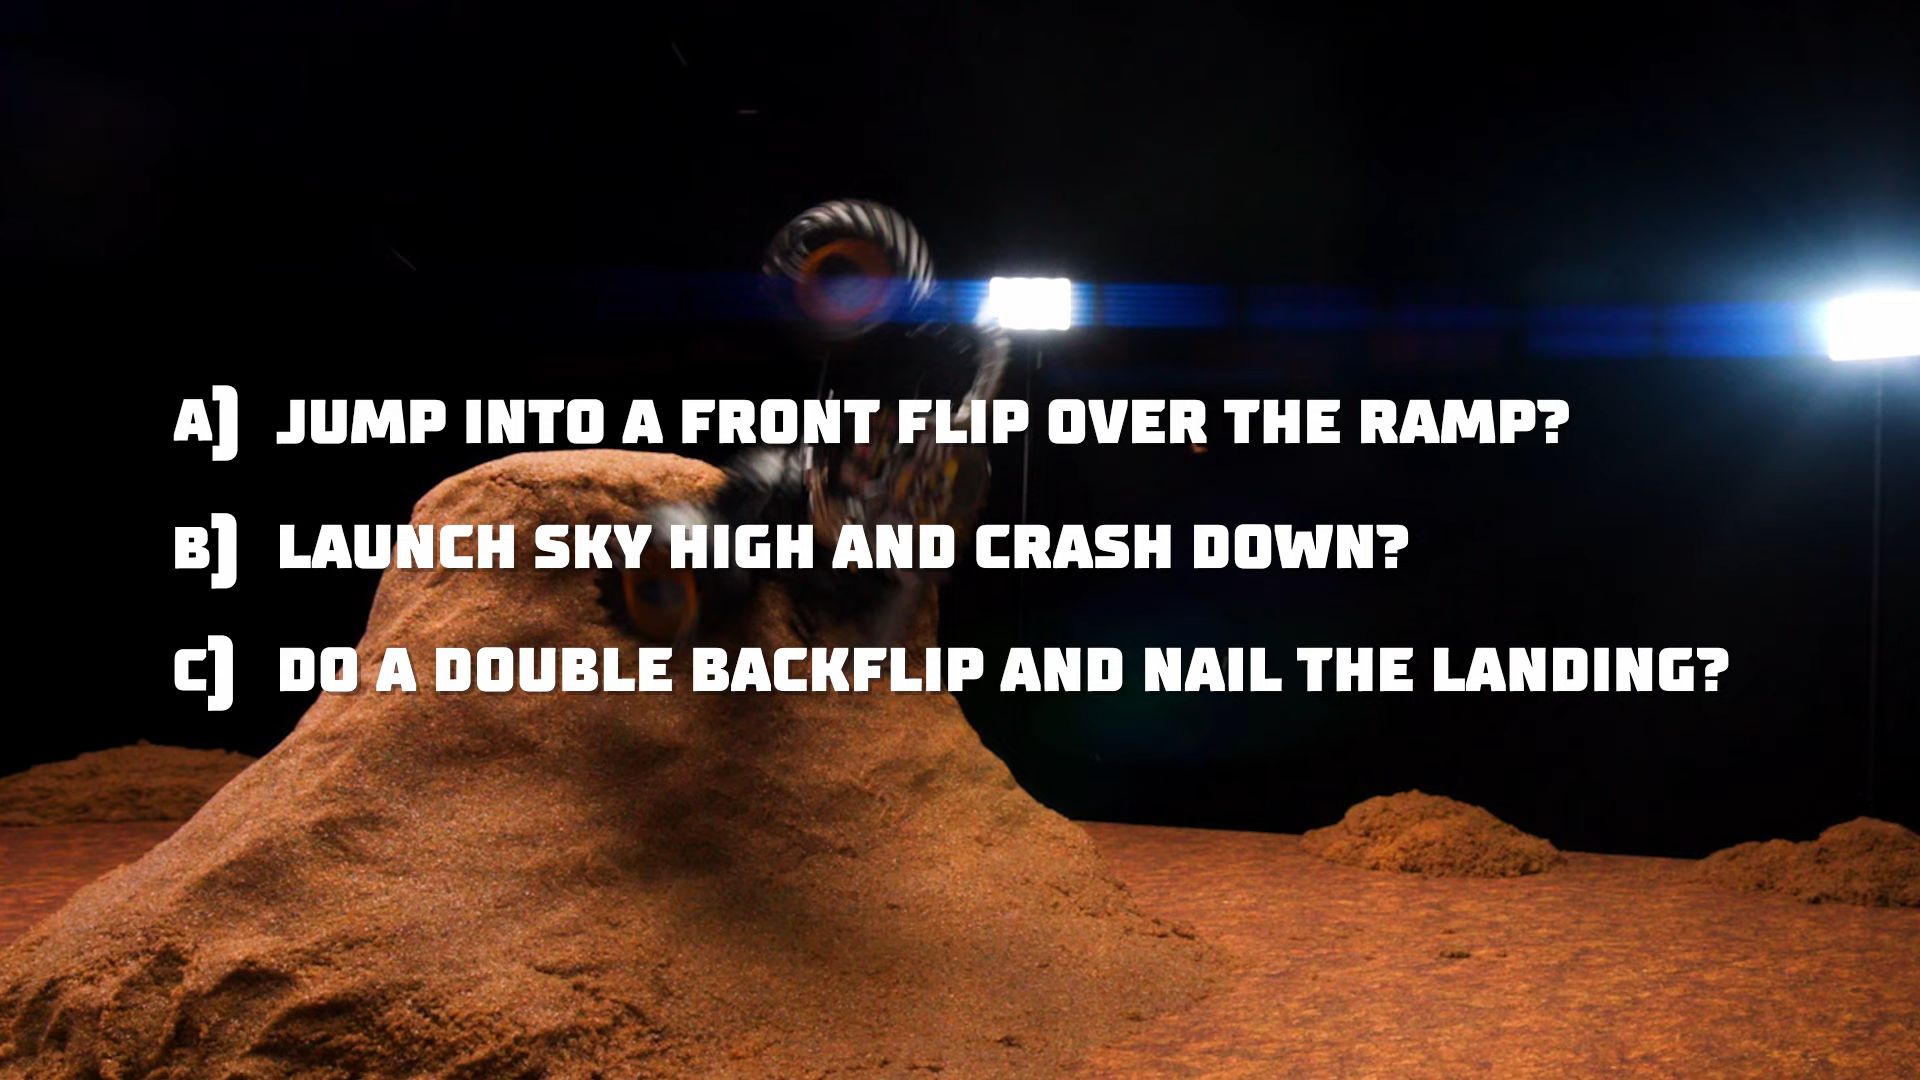 A) JUMP INTO A FRONT FLIP OVER THE RAMP?
B) LAUNCH SKY HIGH AND CRASH DOWN?
C) DO A DOUBLE BACKFLIP AND NAIL THE LANDING?